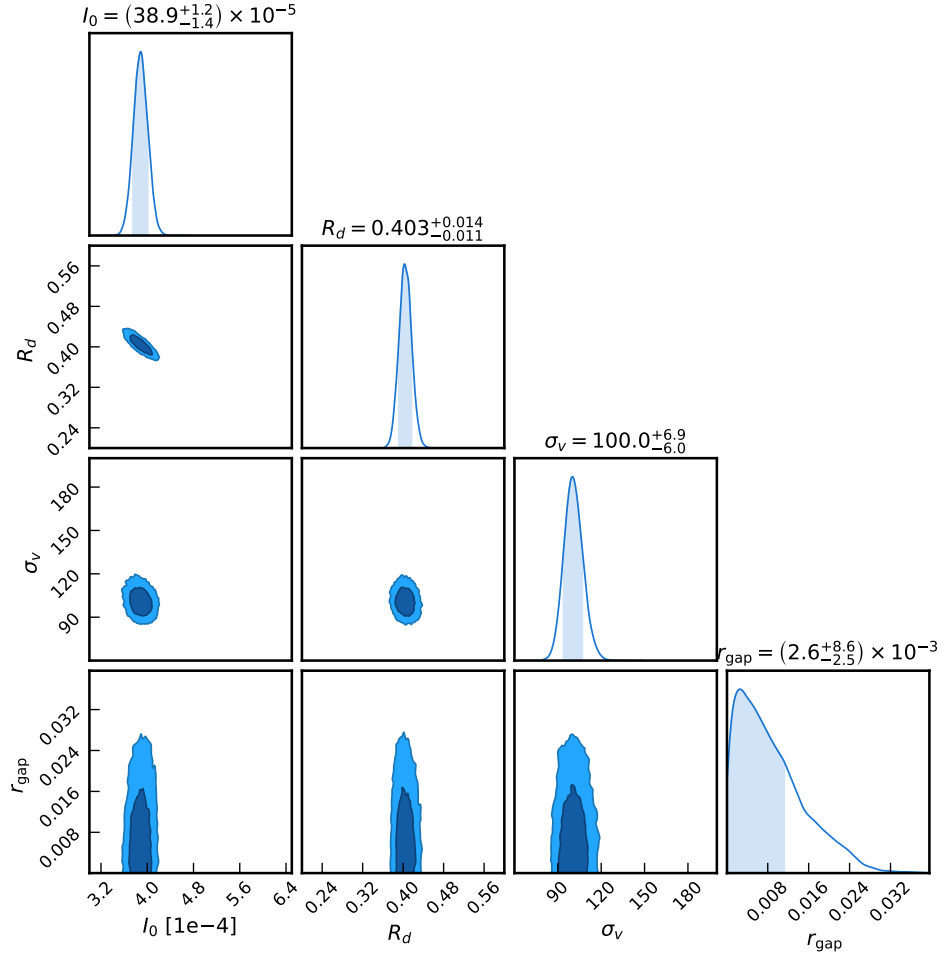 I₀ = (38.9⁺¹·²₋₁.₄) × 10⁻⁵
R_d = 0.403⁺⁰·⁰¹⁴₋₀.₀₁₁
0.56
0.48
0.40
0.32
0.24
R_d
σ_v = 100.0⁺⁶·⁹₋₆.₀
180
150
120
90
σ_v
r_gap = (2.6⁺⁸·⁶₋₂.₅) × 10⁻³
0.032
0.024
0.016
0.008
r_gap
3.2 4.0 4.8 5.6 6.4
I₀ [1e−4]
0.24 0.32 0.40 0.48 0.56
R_d
90 120 150 180
σ_v
0.008 0.016 0.024 0.032
r_gap